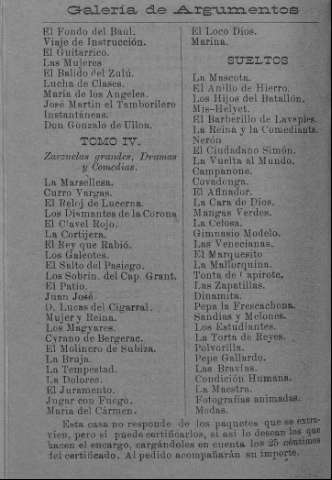 Galería de Argumentos
El Fondo del Baul.
Viaje de Instrucción.
El Guitarrico.
Las Mujeres
El Balido del Zulú.
Lucha de Clases.
María de los Angeles.
José Martin el Tamborilero
Instantáneas.
Don Gonzalo de Ulloa.
TOMO IV.
Zarzuelas grandes, Dramas
y Comedias.
La Marsellesa.
Curro Vargas.
El Reloj de Lucerna.
Los Diamantes de la Corona
El Clavel Rojo.
La Cortijera.
El Rey que Rabió.
Los Galeotes.
El Salto del Pasiego.
Los Sobrin. del Cap. Grant.
El Patio.
Juan José.
D. Lucas del Cigarral.
Mujer y Reina.
Los Magyares.
Cyrano de Bergerac.
El Molinero de Subiza.
La Bruja.
La Tempestad.
La Dolores.
El Juramento.
Jugar con Fuego.
María del Cármen.
El Loco Dios.
Marina.
SUELTOS
La Mascota.
El Anillo de Hierro.
Los Hijos del Batallón.
Mis-Helyet.
El Barberillo de Lavapies.
La Reina y la Comedianta.
Nerón
El Ciudadano Simón.
La Vuelta al Mundo.
Campanone.
Covadonga.
El Afinador.
La Cara de Dios.
Mangas Verdes.
La Celosa.
Gimnasio Modelo.
Las Venecianas.
El Marquesito
La Mallorquina.
Tonta de Capirote.
Las Zapatillas.
Dinamita.
Pepa la Frescachona.
Sandias y Melones.
Los Estudiantes.
La Torta de Reyes.
Polvorilla.
Pepe Gallardo.
Las Bravías.
Condición Humana.
La Maestra.
Fotografías animadas.
Modas.
Esta casa no responde de los paquetes que se extra-
vien, pero sí puede certificarlos, si así lo desean los que
hacen el encargo, cargándoles en cuenta los 25 céntimos
del certificado. Al pedido acompañarán su importe.